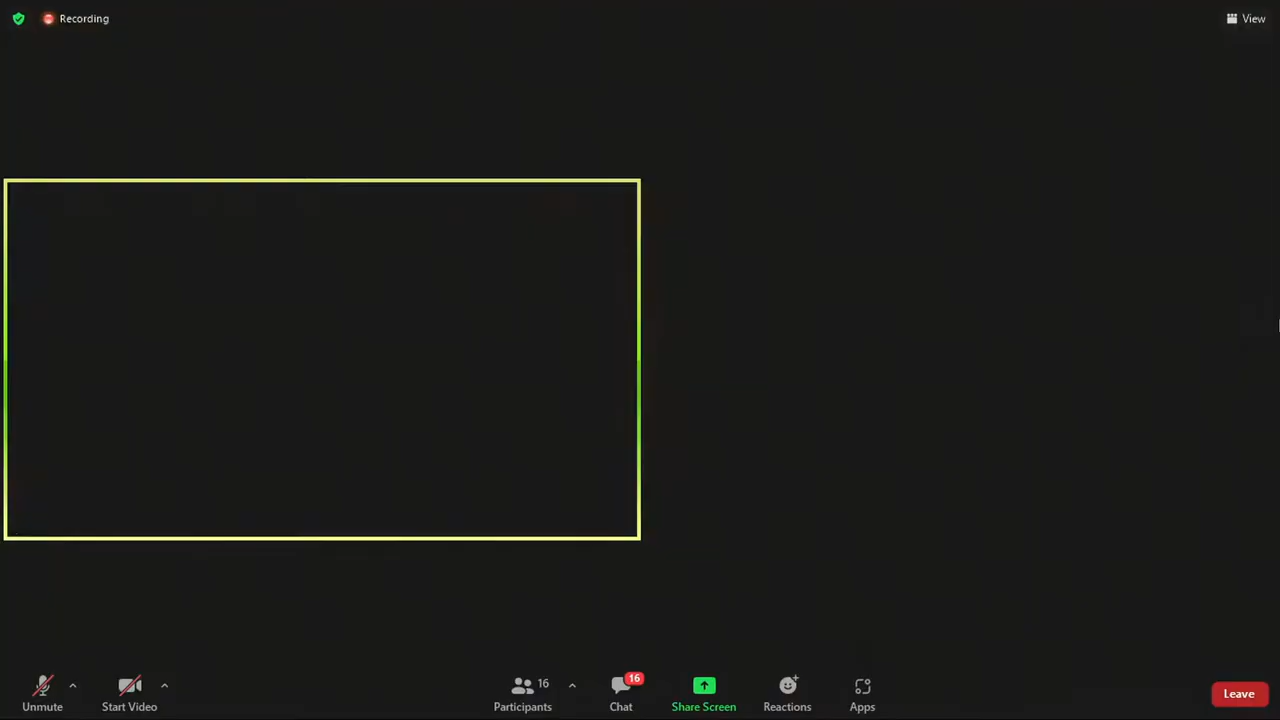 Recording
View
16
16
Unmute
Start Video
Participants
Chat
Share Screen
Reactions
Apps
Leave